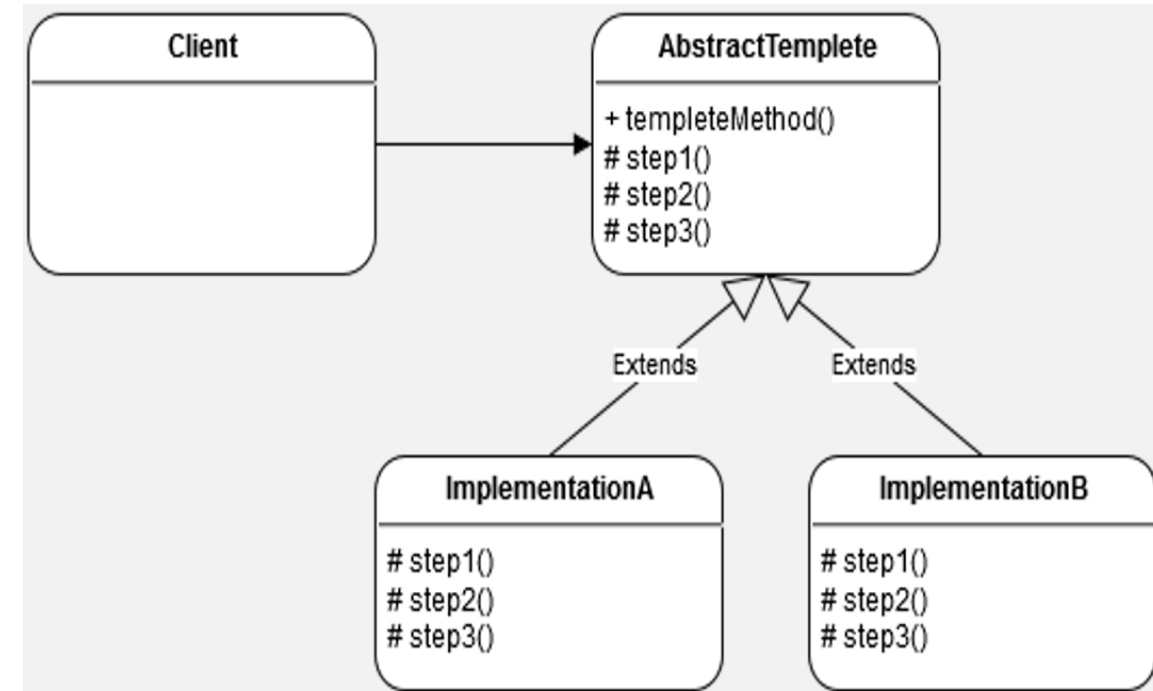 Client
AbstractTemplete
+ templeteMethod()
# step1()
# step2()
# step3()
Extends
Extends
ImplementationA
# step1()
# step2()
# step3()
ImplementationB
# step1()
# step2()
# step3()